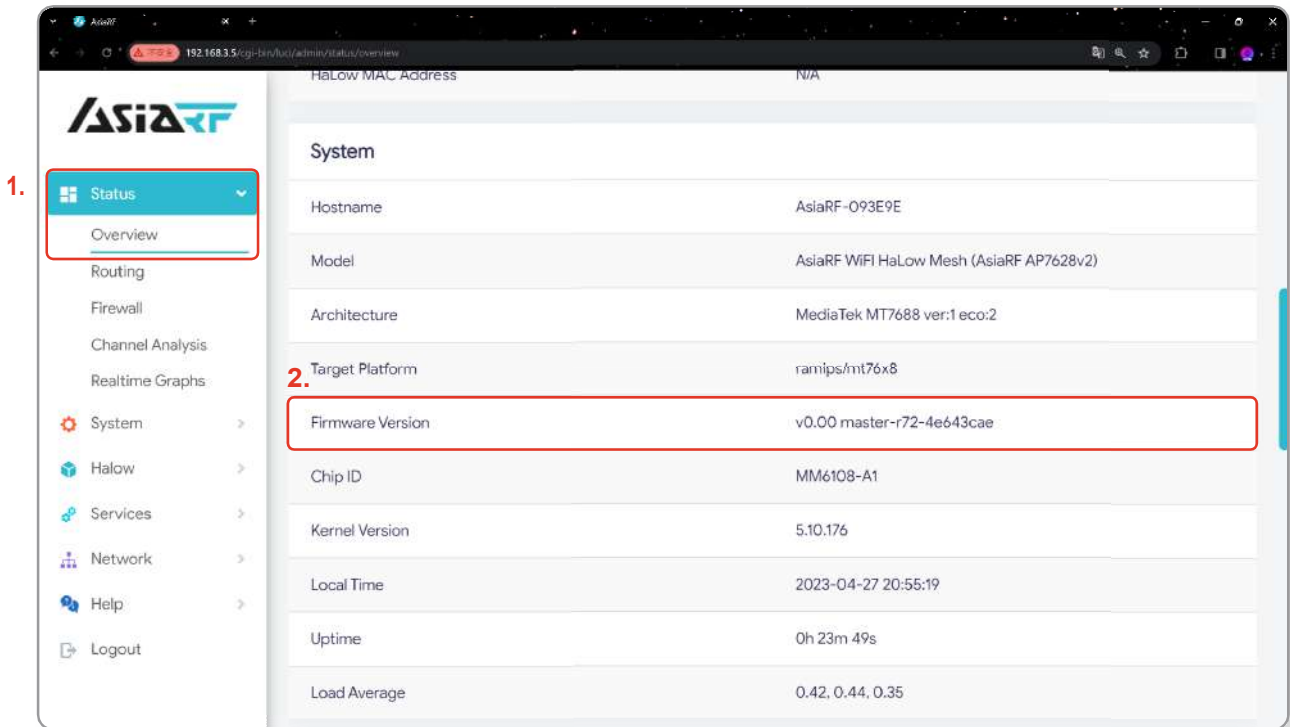 AsiaRF
不安全
192.168.3.5/cgi-bin/luci/admin/status/overview
AsiaRF
HaLow MAC Address N/A
System
1.
Status
Overview
Routing
Firewall
Channel Analysis
Realtime Graphs
System
Halow
Services
Network
Help
Logout
Hostname AsiaRF-093E9E
Model AsiaRF WiFI HaLow Mesh (AsiaRF AP7628v2)
Architecture MediaTek MT7688 ver:1 eco:2
Target Platform ramips/mt76x8
2.
Firmware Version v0.00 master-r72-4e643cae
Chip ID MM6108-A1
Kernel Version 5.10.176
Local Time 2023-04-27 20:55:19
Uptime 0h 23m 49s
Load Average 0.42, 0.44, 0.35